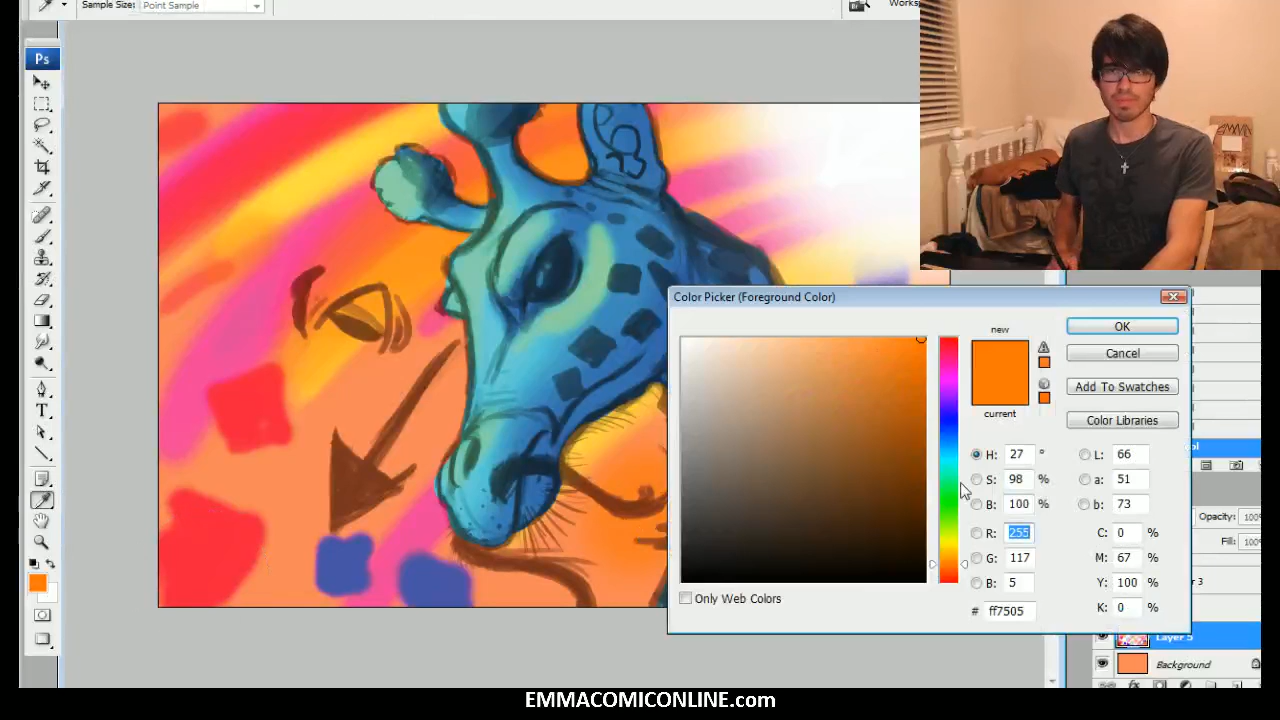 Sample Size: Point Sample
Works
Ps
Color Picker (Foreground Color)
new
OK
Cancel
Add To Swatches
current
Color Libraries
H: 27 °
L: 66
S: 98 %
a: 51
B: 100 %
b: 73
R: 255
C: 0 %
G: 117
M: 67 %
B: 5
Y: 100 %
# ff7505
K: 0 %
Only Web Colors
Opacity: 100%
Fill: 100%
Layer 5
Background
T
EMMACOMICONLINE.com